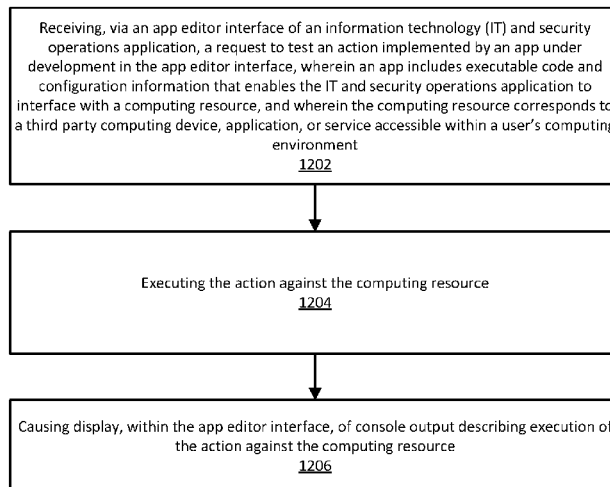 Receiving, via an app editor interface of an information technology (IT) and security
operations application, a request to test an action implemented by an app under
development in the app editor interface, wherein an app includes executable code and
configuration information that enables the IT and security operations application to
interface with a computing resource, and wherein the computing resource corresponds to
a third party computing device, application, or service accessible within a user's computing
environment
1202
Executing the action against the computing resource
1204
Causing display, within the app editor interface, of console output describing execution of
the action against the computing resource
1206